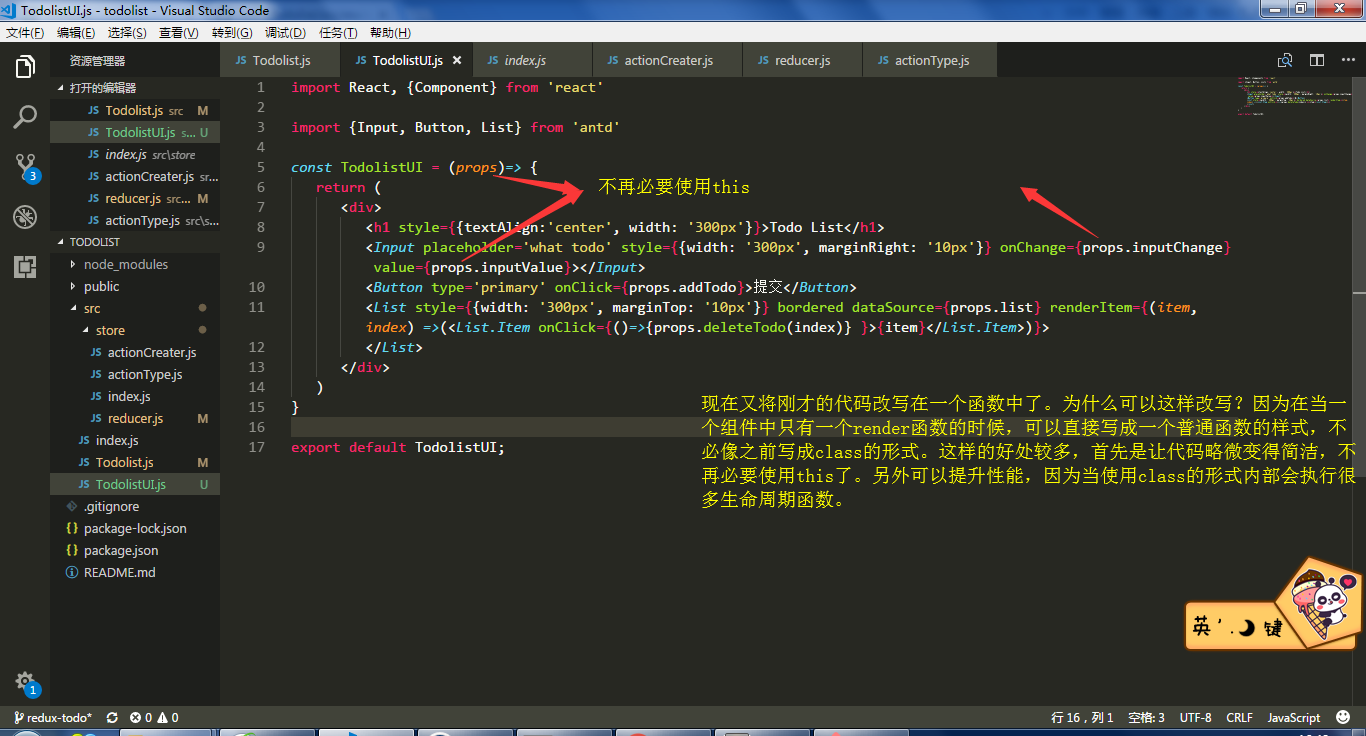 TodolistUI.js - todolist - Visual Studio Code
文件(F) 编辑(E) 选择(S) 查看(V) 转到(G) 调试(D) 任务(T) 帮助(H)
资源管理器
JS Todolist.js JS TodolistUI.js × JS index.js JS actionCreater.js JS reducer.js JS actionType.js
打开的编辑器
JS Todolist.js src M
JS TodolistUI.js s... U
JS index.js src\store
JS actionCreater.js sr...
JS reducer.js src... M
JS actionType.js src\s...
TODOLIST
node_modules
public
src
store
JS actionCreater.js
JS actionType.js
JS index.js
JS reducer.js M
JS index.js
JS Todolist.js M
JS TodolistUI.js U
.gitignore
{} package-lock.json
{} package.json
README.md
3
1
1 import React, {Component} from 'react'
2
3 import {Input, Button, List} from 'antd'
4
5 const TodolistUI = (props)=> {
6 return (
不再必要使用this
7 <div>
8 <h1 style={{textAlign:'center', width: '300px'}}>Todo List</h1>
9 <Input placeholder='what todo' style={{width: '300px', marginRight: '10px'}} onChange={props.inputChange}
value={props.inputValue}></Input>
10 <Button type='primary' onClick={props.addTodo}>提交</Button>
11 <List style={{width: '300px', marginTop: '10px'}} bordered dataSource={props.list} renderItem={(item,
index) =>(<List.Item onClick={()=>{props.deleteTodo(index)} }>{item}</List.Item>)}>
12 </List>
13 </div>
14 )
15 }
16
17 export default TodolistUI;
现在又将刚才的代码改写在一个函数中了。为什么可以这样改写？因为在当一
个组件中只有一个render函数的时候，可以直接写成一个普通函数的样式，不
必像之前写成class的形式。这样的好处较多，首先是让代码略微变得简洁，不
再必要使用this了。另外可以提升性能，因为当使用class的形式内部会执行很
多生命周期函数。
英 ' , 键
redux-todo* 0 0 行 16，列 1 空格: 3 UTF-8 CRLF JavaScript